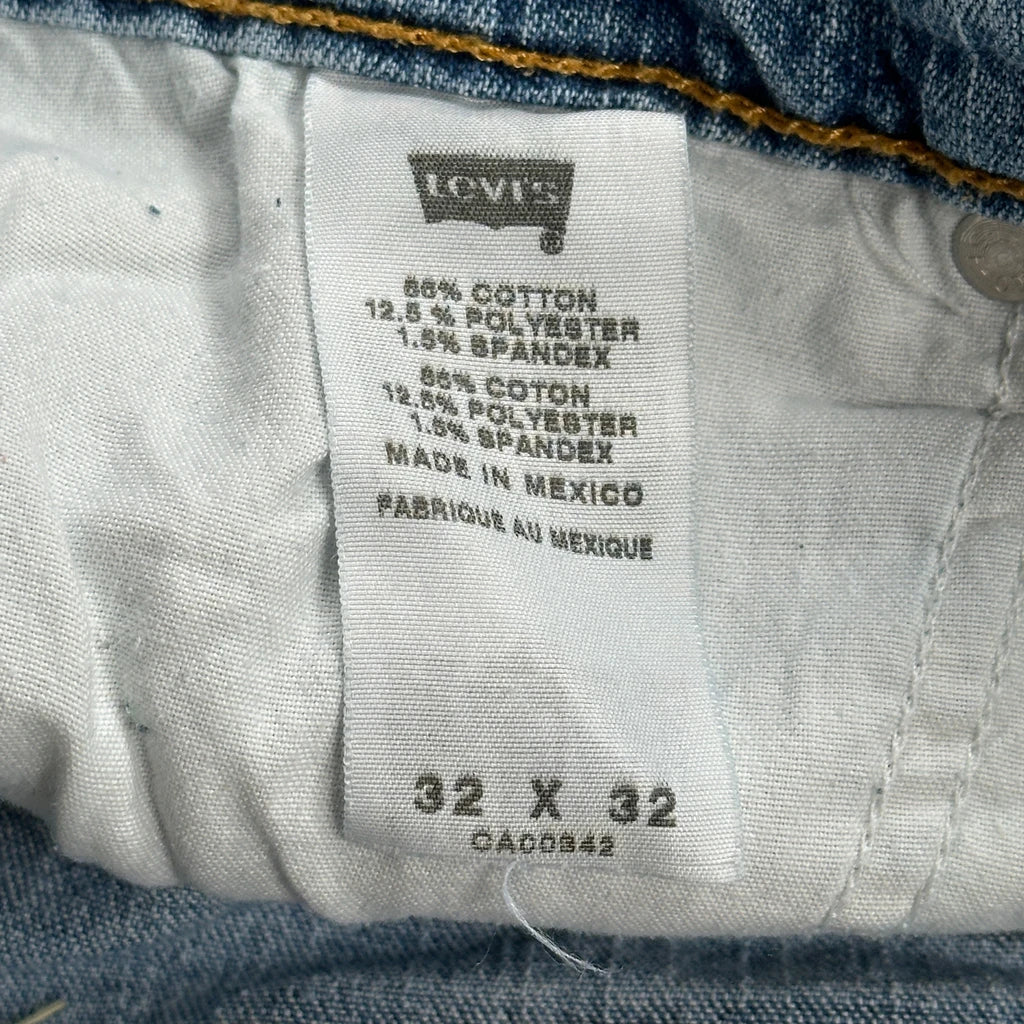 LEVI'S ®
86% COTTON
12.5 % POLYESTER
1.5% SPANDEX
86% COTON
12.5% POLYESTER
1.5% SPANDEX
MADE IN MEXICO
FABRIQUE AU MEXIQUE
32 X 32
CA00342